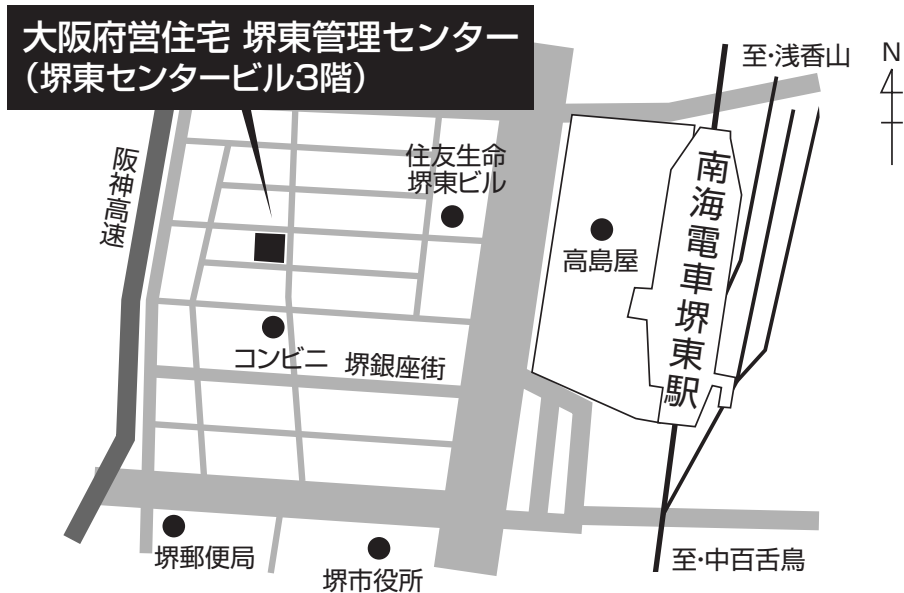 大阪府営住宅 堺東管理センター
（堺東センタービル3階）
至・浅香山
N
阪神高速
住友生命
堺東ビル
高島屋
南海電車堺東駅
コンビニ
堺銀座街
堺郵便局
堺市役所
至・中百舌鳥